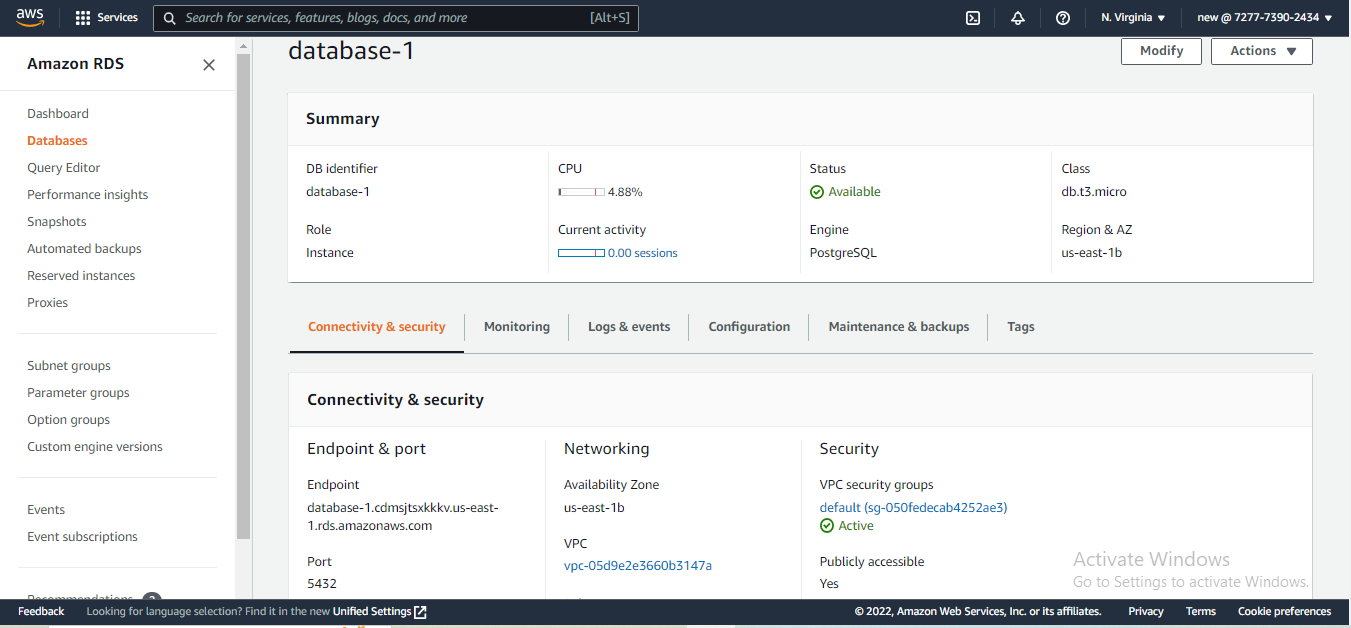 aws
Services
Search for services, features, blogs, docs, and more [Alt+S]
N. Virginia ▼
new @ 7277-7390-2434 ▼
Amazon RDS
Dashboard
Databases
Query Editor
Performance insights
Snapshots
Automated backups
Reserved instances
Proxies
Subnet groups
Parameter groups
Option groups
Custom engine versions
Events
Event subscriptions
Recommendations
database-1
Modify
Actions ▼
Summary
DB identifier
database-1
CPU
4.88%
Status
Available
Class
db.t3.micro
Role
Instance
Current activity
0.00 sessions
Engine
PostgreSQL
Region & AZ
us-east-1b
Connectivity & security
Monitoring
Logs & events
Configuration
Maintenance & backups
Tags
Connectivity & security
Endpoint & port
Endpoint
database-1.cdmsjtsxkkkv.us-east-
1.rds.amazonaws.com
Port
5432
Networking
Availability Zone
us-east-1b
VPC
vpc-05d9e2e3660b3147a
Security
VPC security groups
default (sg-050fedecab4252ae3)
Active
Publicly accessible
Yes
Activate Windows
Go to Settings to activate Windows.
Feedback
Looking for language selection? Find it in the new Unified Settings
© 2022, Amazon Web Services, Inc. or its affiliates.
Privacy
Terms
Cookie preferences